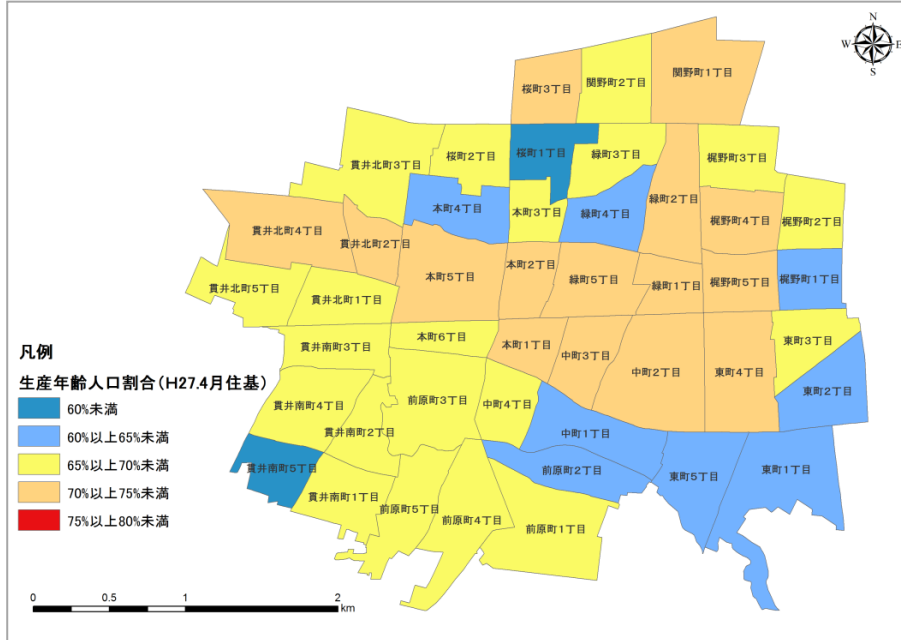 N
W
E
S
関野町1丁目
関野町2丁目
桜町3丁目
桜町1丁目
緑町3丁目
桜町2丁目
貫井北町3丁目
梶野町3丁目
本町4丁目
本町3丁目
緑町4丁目
緑町2丁目
梶野町4丁目
梶野町2丁目
貫井北町4丁目
貫井北町2丁目
本町5丁目
本町2丁目
緑町5丁目
緑町1丁目
梶野町5丁目
梶野町1丁目
貫井北町5丁目
貫井北町1丁目
貫井南町3丁目
本町6丁目
本町1丁目
中町3丁目
中町2丁目
東町4丁目
東町3丁目
東町2丁目
貫井南町4丁目
貫井南町2丁目
前原町3丁目
中町4丁目
中町1丁目
貫井南町5丁目
貫井南町1丁目
前原町5丁目
前原町4丁目
前原町2丁目
前原町1丁目
東町5丁目
東町1丁目
凡例
生産年齢人口割合(H27.4月住基)
60%未満
60%以上65%未満
65%以上70%未満
70%以上75%未満
75%以上80%未満
0 0.5 1 2
km